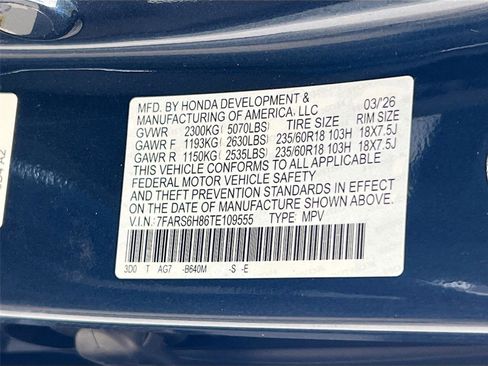 MFD. BY HONDA DEVELOPMENT &
MANUFACTURING OF AMERICA, LLC 03/'26
GVWR 2300KG (5070LBS) TIRE SIZE RIM SIZE
GAWR F 1193KG (2630LBS) 235/60R18 103H 18X7.5J
GAWR R 1150KG (2535LBS) 235/60R18 103H 18X7.5J
THIS VEHICLE CONFORMS TO ALL APPLICABLE
FEDERAL MOTOR VEHICLE SAFETY
AND THEFT PREVENTION STANDARDS IN EFFECT
ON THE DATE OF MANUFACTURE SHOWN ABOVE.
V.I.N.: 7FARS6H86TE109555 TYPE: MPV
3D0 T AG7 -B640M -S -E